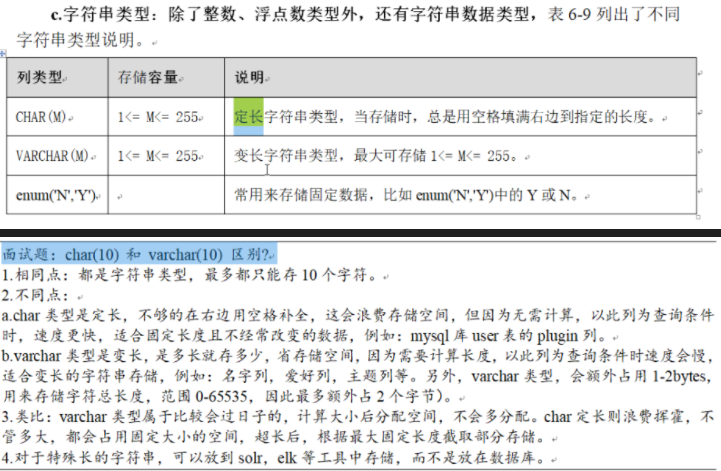 c.字符串类型：除了整数、浮点数类型外，还有字符串数据类型，表 6-9 列出了不同
字符串类型说明。
列类型 存储容量 说明
CHAR(M) 1<= M<= 255 定长字符串类型，当存储时，总是用空格填满右边到指定的长度。
VARCHAR(M) 1<= M<= 255 变长字符串类型，最大可存储 1<= M<= 255。
enum('N','Y') 常用来存储固定数据，比如 enum('N','Y')中的 Y 或 N。
面试题：char(10) 和 varchar(10) 区别?
1.相同点：都是字符串类型，最多都只能存 10 个字符。
2.不同点：
a.char 类型是定长，不够的在右边用空格补全，这会浪费存储空间，但因为无需计算，以此列为查询条件
时，速度更快，适合固定长度且不经常改变的数据，例如：mysql 库 user 表的 plugin 列。
b.varchar 类型是变长，是多长就存多少，省存储空间，因为需要计算长度，以此列为查询条件时速度会慢，
适合变长的字符串存储，例如：名字列，爱好列，主题列等。另外，varchar 类型，会额外占用 1-2bytes，
用来存储字符总长度，范围 0-65535，因此最多额外占 2 个字节)。
3.类比：varchar 类型属于比较会过日子的，计算大小后分配空间，不会多分配。char 定长则浪费挥霍，不
管多大，都会占用固定大小的空间，超长后，根据最大固定长度截取部分存储。
4.对于特殊长的字符串，可以放到 solr，elk 等工具中存储，而不是放在数据库。